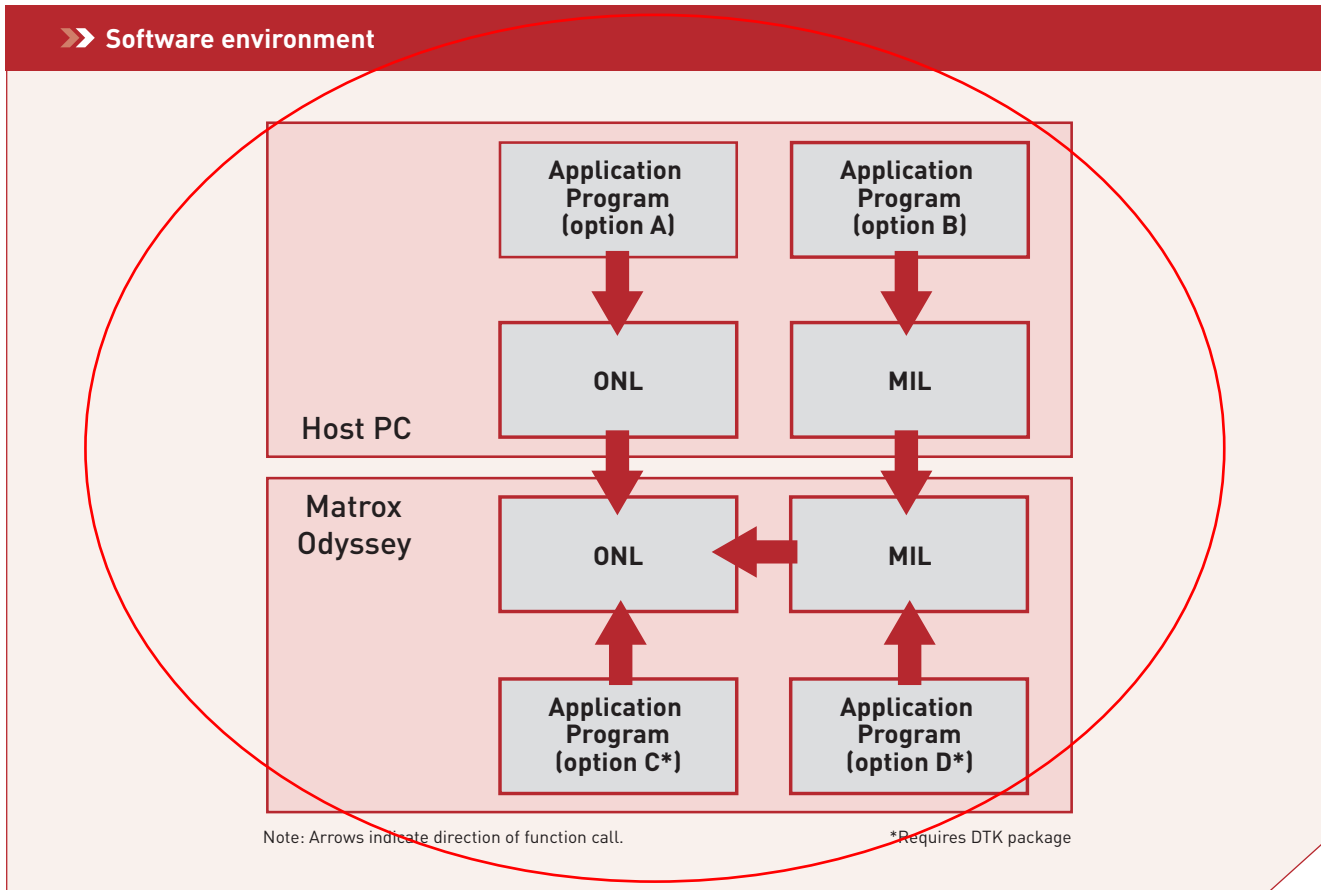 Software environment
Application
Program
(option A)
Application
Program
(option B)
ONL
MIL
Host PC
Matrox
Odyssey
ONL
MIL
Application
Program
(option C*)
Application
Program
(option D*)
Note: Arrows indicate direction of function call.
*Requires DTK package